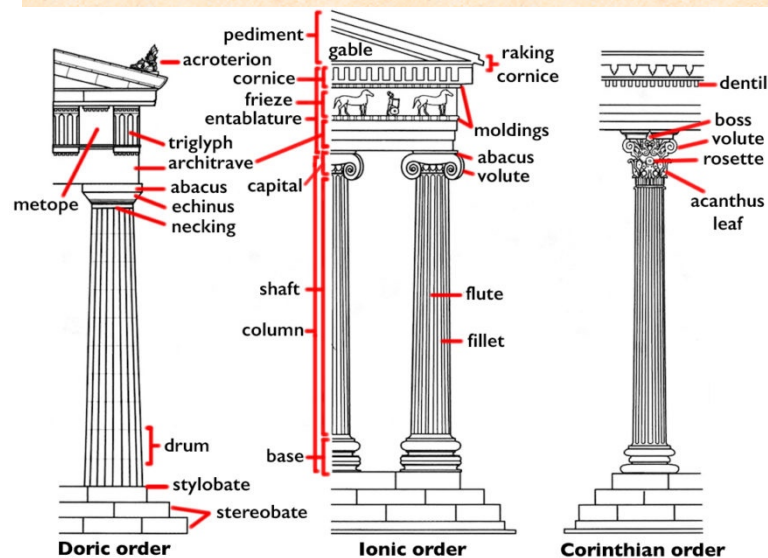 acroterion
triglyph
architrave
metope
abacus
echinus
necking
drum
stylobate
stereobate
Doric order
pediment
gable
raking
cornice
cornice
frieze
entablature
moldings
capital
abacus
volute
shaft
column
flute
fillet
base
Ionic order
dentil
boss
volute
rosette
acanthus
leaf
Corinthian order